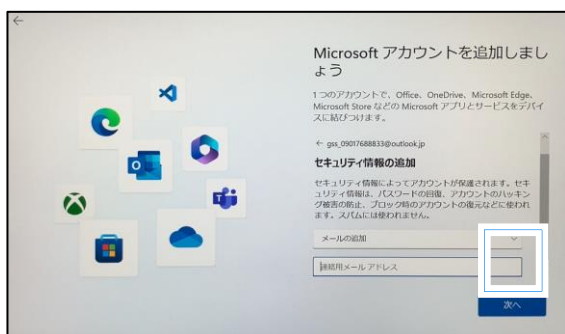 ←
Microsoft アカウントを追加しまし
ょう
1 つのアカウントで、Office、OneDrive、Microsoft Edge、
Microsoft Store などの Microsoft アプリとサービスをデバイ
スに結びつけます。
← gss_09017688833@outlook.jp
セキュリティ情報の追加
セキュリティ情報によってアカウントが保護されます。セキ
ュリティ情報は、パスワードの回復、アカウントのハッキン
グ被害の防止、ブロック時のアカウントの復元などに使われ
ます。スパムには使われません。
メールの追加
連絡用メール アドレス
次へ